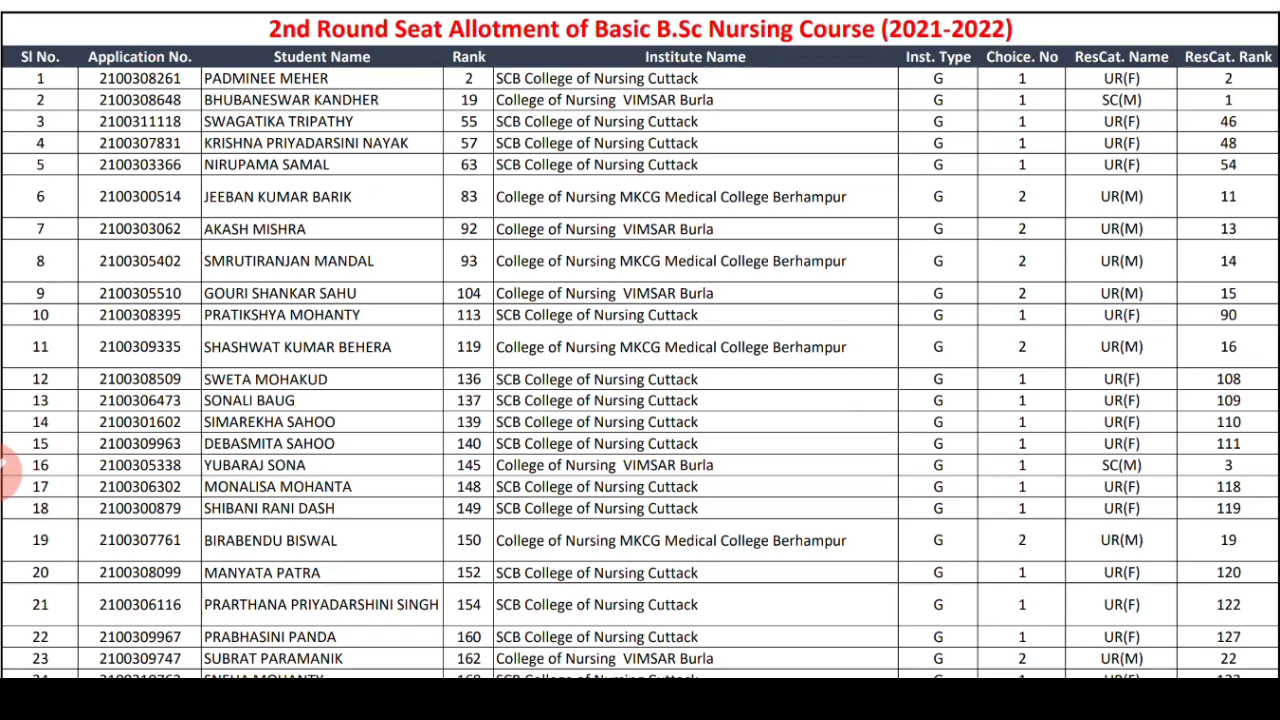 2nd Round Seat Allotment of Basic B.Sc Nursing Course (2021-2022)
Sl No. Application No. Student Name Rank Institute Name Inst. Type Choice. No ResCat. Name ResCat. Rank
1 2100308261 PADMINEE MEHER 2 SCB College of Nursing Cuttack G 1 UR(F) 2
2 2100308648 BHUBANESWAR KANDHER 19 College of Nursing VIMSAR Burla G 1 SC(M) 1
3 2100311118 SWAGATIKA TRIPATHY 55 SCB College of Nursing Cuttack G 1 UR(F) 46
4 2100307831 KRISHNA PRIYADARSINI NAYAK 57 SCB College of Nursing Cuttack G 1 UR(F) 48
5 2100303366 NIRUPAMA SAMAL 63 SCB College of Nursing Cuttack G 1 UR(F) 54
6 2100300514 JEEBAN KUMAR BARIK 83 College of Nursing MKCG Medical College Berhampur G 2 UR(M) 11
7 2100303062 AKASH MISHRA 92 College of Nursing VIMSAR Burla G 2 UR(M) 13
8 2100305402 SMRUTIRANJAN MANDAL 93 College of Nursing MKCG Medical College Berhampur G 2 UR(M) 14
9 2100305510 GOURI SHANKAR SAHU 104 College of Nursing VIMSAR Burla G 2 UR(M) 15
10 2100308395 PRATIKSHYA MOHANTY 113 SCB College of Nursing Cuttack G 1 UR(F) 90
11 2100309335 SHASHWAT KUMAR BEHERA 119 College of Nursing MKCG Medical College Berhampur G 2 UR(M) 16
12 2100308509 SWETA MOHAKUD 136 SCB College of Nursing Cuttack G 1 UR(F) 108
13 2100306473 SONALI BAUG 137 SCB College of Nursing Cuttack G 1 UR(F) 109
14 2100301602 SIMAREKHA SAHOO 139 SCB College of Nursing Cuttack G 1 UR(F) 110
15 2100309963 DEBASMITA SAHOO 140 SCB College of Nursing Cuttack G 1 UR(F) 111
16 2100305338 YUBARAJ SONA 145 College of Nursing VIMSAR Burla G 1 SC(M) 3
17 2100306302 MONALISA MOHANTA 148 SCB College of Nursing Cuttack G 1 UR(F) 118
18 2100300879 SHIBANI RANI DASH 149 SCB College of Nursing Cuttack G 1 UR(F) 119
19 2100307761 BIRABENDU BISWAL 150 College of Nursing MKCG Medical College Berhampur G 2 UR(M) 19
20 2100308099 MANYATA PATRA 152 SCB College of Nursing Cuttack G 1 UR(F) 120
21 2100306116 PRARTHANA PRIYADARSHINI SINGH 154 SCB College of Nursing Cuttack G 1 UR(F) 122
22 2100309967 PRABHASINI PANDA 160 SCB College of Nursing Cuttack G 1 UR(F) 127
23 2100309747 SUBRAT PARAMANIK 162 College of Nursing VIMSAR Burla G 2 UR(M) 22